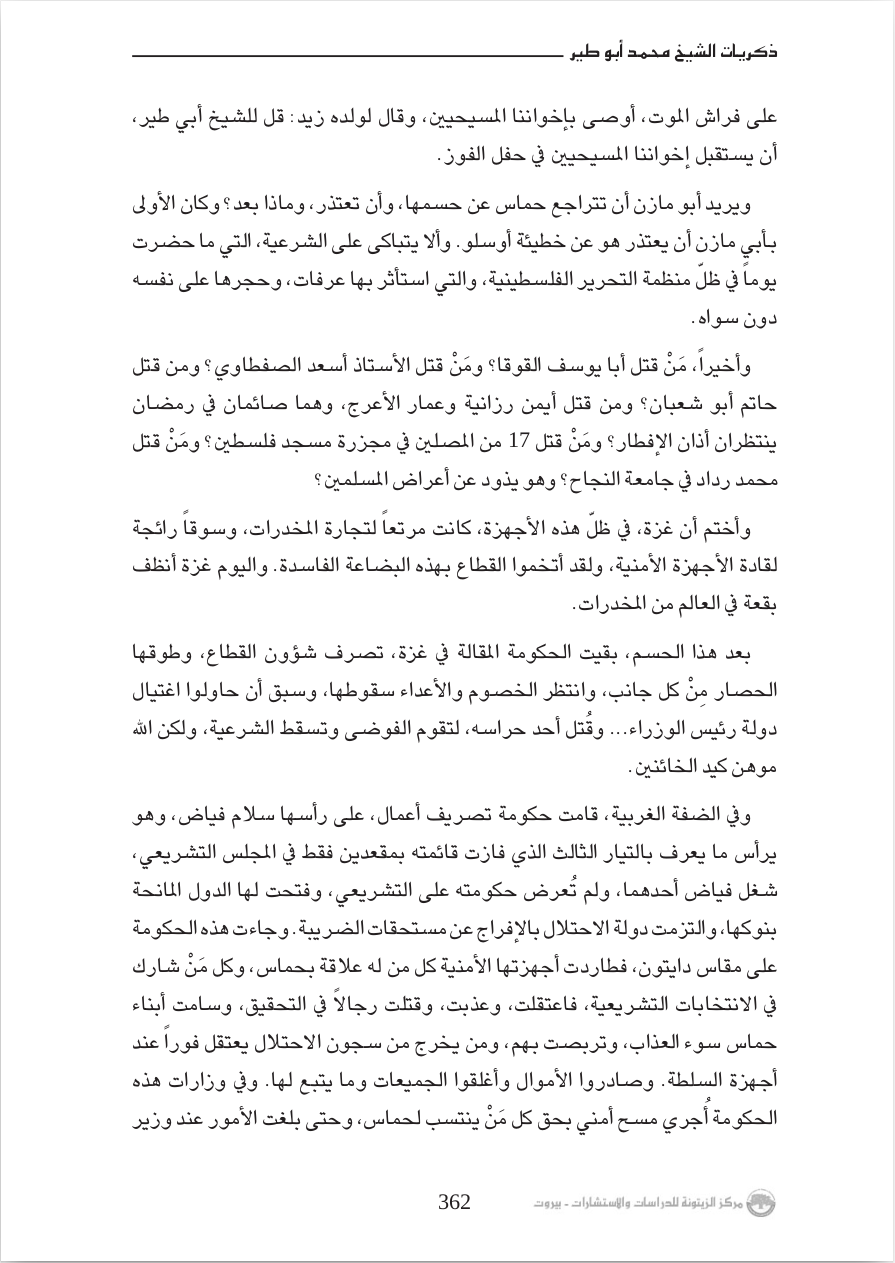 ذكريات الشيخ محمد أبو طير
على فراش الموت، أوصى بإخواننا المسيحيين، وقال لولده زيد: قل للشيخ أبي طير،
أن يستقبل إخواننا المسيحيين في حفل الفوز.
ويريد أبو مازن أن تتراجع حماس عن حسمها، وأن تعتذر، وماذا بعد؟ وكان الأولى
بأبي مازن أن يعتذر هو عن خطيئة أوسلو. وألا يتباكى على الشرعية، التي ما حضرت
يوماً في ظلّ منظمة التحرير الفلسطينية، والتي استأثر بها عرفات، وحجرها على نفسه
دون سواه.
وأخيراً، مَنْ قتل أبا يوسف القوقا؟ ومَنْ قتل الأستاذ أسعد الصفطاوي؟ ومن قتل
حاتم أبو شعبان؟ ومن قتل أيمن رزانية وعمار الأعرج، وهما صائمان في رمضان
ينتظران أذان الإفطار؟ ومَنْ قتل 17 من المصلين في مجزرة مسجد فلسطين؟ ومَنْ قتل
محمد رداد في جامعة النجاح؟ وهو يذود عن أعراض المسلمين؟
وأختم أن غزة، في ظلّ هذه الأجهزة، كانت مرتعاً لتجارة المخدرات، وسوقاً رائجة
لقادة الأجهزة الأمنية، ولقد أتخموا القطاع بهذه البضاعة الفاسدة. واليوم غزة أنظف
بقعة في العالم من المخدرات.
بعد هذا الحسم، بقيت الحكومة المقالة في غزة، تصرف شؤون القطاع، وطوقها
الحصار مِنْ كل جانب، وانتظر الخصوم والأعداء سقوطها، وسبق أن حاولوا اغتيال
دولة رئيس الوزراء... وقُتل أحد حراسه، لتقوم الفوضى وتسقط الشرعية، ولكن الله
موهن كيد الخائنين.
وفي الضفة الغربية، قامت حكومة تصريف أعمال، على رأسها سلام فياض، وهو
يرأس ما يعرف بالتيار الثالث الذي فازت قائمته بمقعدين فقط في المجلس التشريعي،
شغل فياض أحدهما، ولم تُعرض حكومته على التشريعي، وفتحت لها الدول المانحة
بنوكها، والتزمت دولة الاحتلال بالإفراج عن مستحقات الضريبة. وجاءت هذه الحكومة
على مقاس دايتون، فطاردت أجهزتها الأمنية كل من له علاقة بحماس، وكل مَنْ شارك
في الانتخابات التشريعية، فاعتقلت، وعذبت، وقتلت رجالاً في التحقيق، وسامت أبناء
حماس سوء العذاب، وتربصت بهم، ومن يخرج من سجون الاحتلال يعتقل فوراً عند
أجهزة السلطة. وصادروا الأموال وأغلقوا الجميعات وما يتبع لها. وفي وزارات هذه
الحكومة أُجري مسح أمني بحق كل مَنْ ينتسب لحماس، وحتى بلغت الأمور عند وزير
362
مركز الزيتونة للدراسات والاستشارات - بيروت